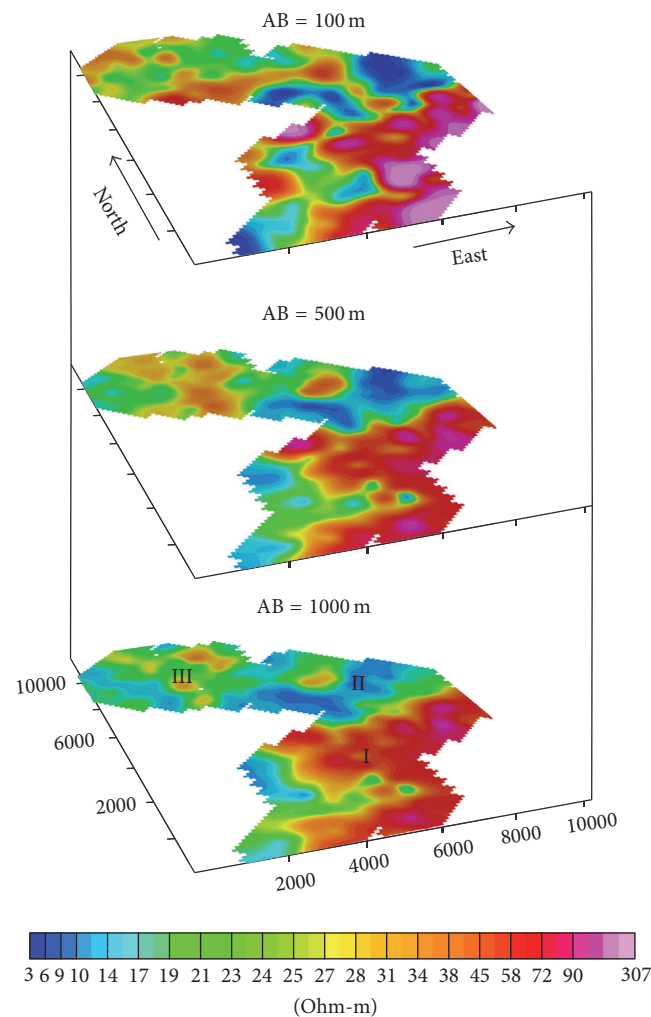 AB = 100 m
North
East
AB = 500 m
AB = 1000 m
III
II
I
10000
6000
2000
2000
4000
6000
8000
10000
3 6 9 10 14 17 19 21 23 24 25 27 28 31 34 38 45 58 72 90 307
(Ohm-m)